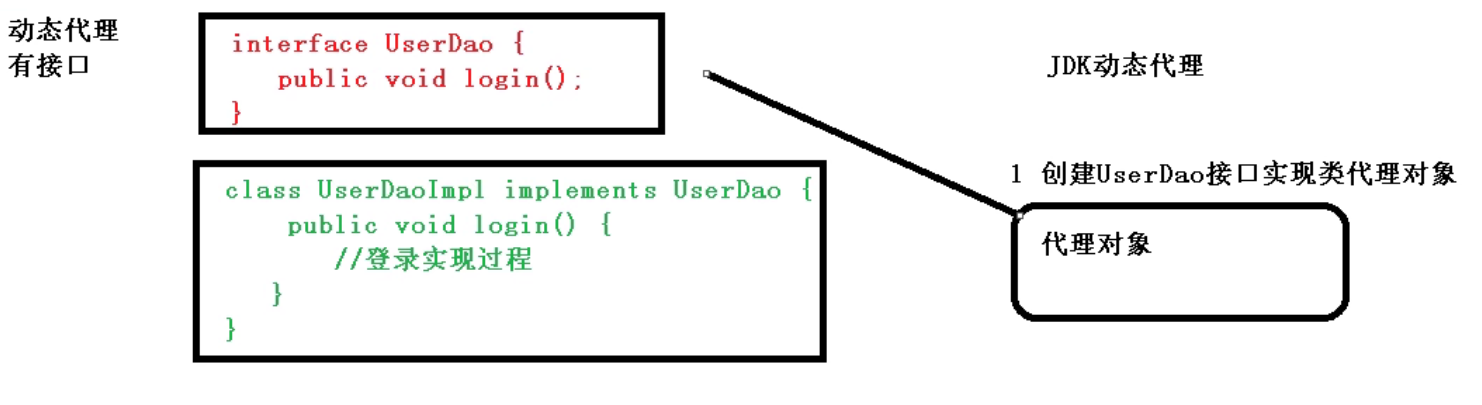 动态代理
有接口
interface UserDao {
public void login();
}
class UserDaoImpl implements UserDao {
public void login() {
//登录实现过程
}
}
JDK动态代理
1 创建UserDao接口实现类代理对象
代理对象